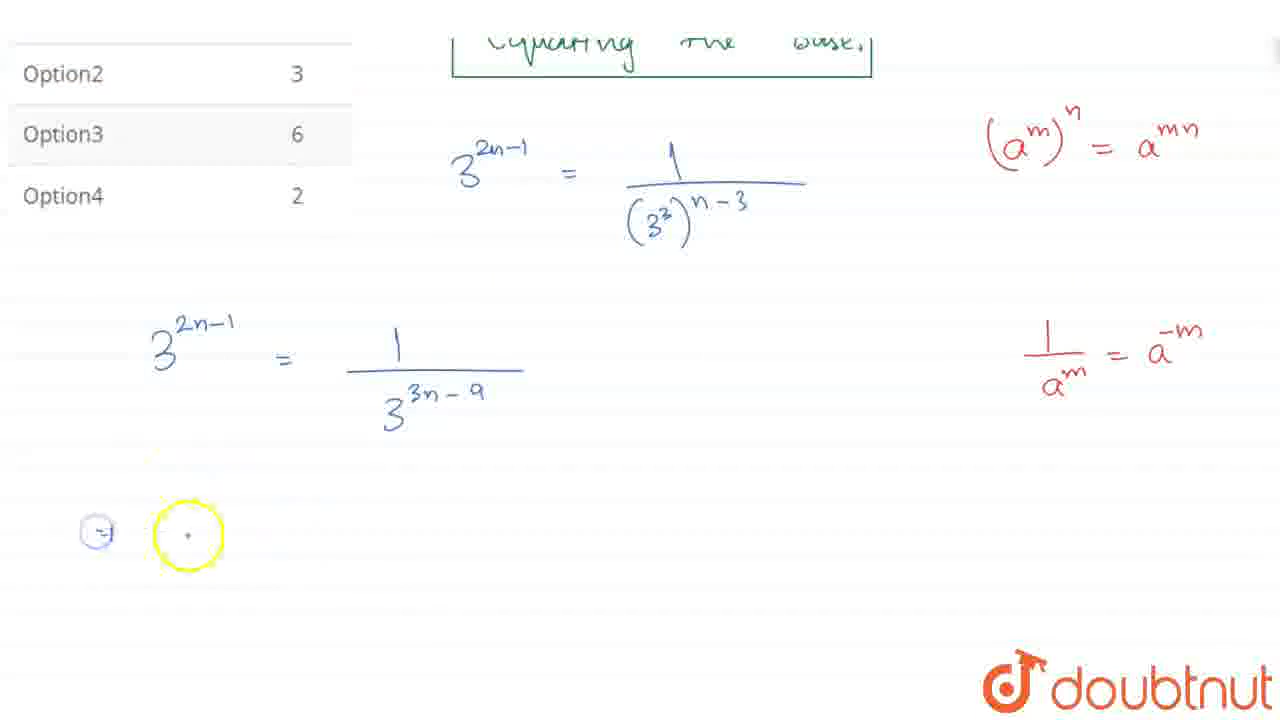 equating the base.
Option2 3
Option3 6
Option4 2
3^{2n-1} = 1 / (3^3)^{n-3}
(a^m)^n = a^{mn}
3^{2n-1} = 1 / 3^{3n-9}
1 / a^m = a^{-m}
=)
doubtnut